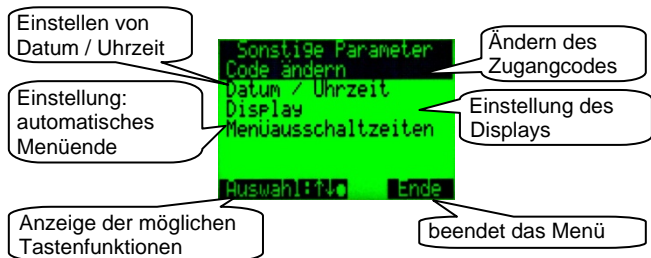 Einstellen von
Datum / Uhrzeit
Einstellung:
automatisches
Menüende
Sonstige Parameter
Code ändern
Datum / Uhrzeit
Display
Menüausschaltzeiten
Auswahl:↑↓● Ende
Ändern des
Zugangcodes
Einstellung des
Displays
Anzeige der möglichen
Tastenfunktionen
beendet das Menü